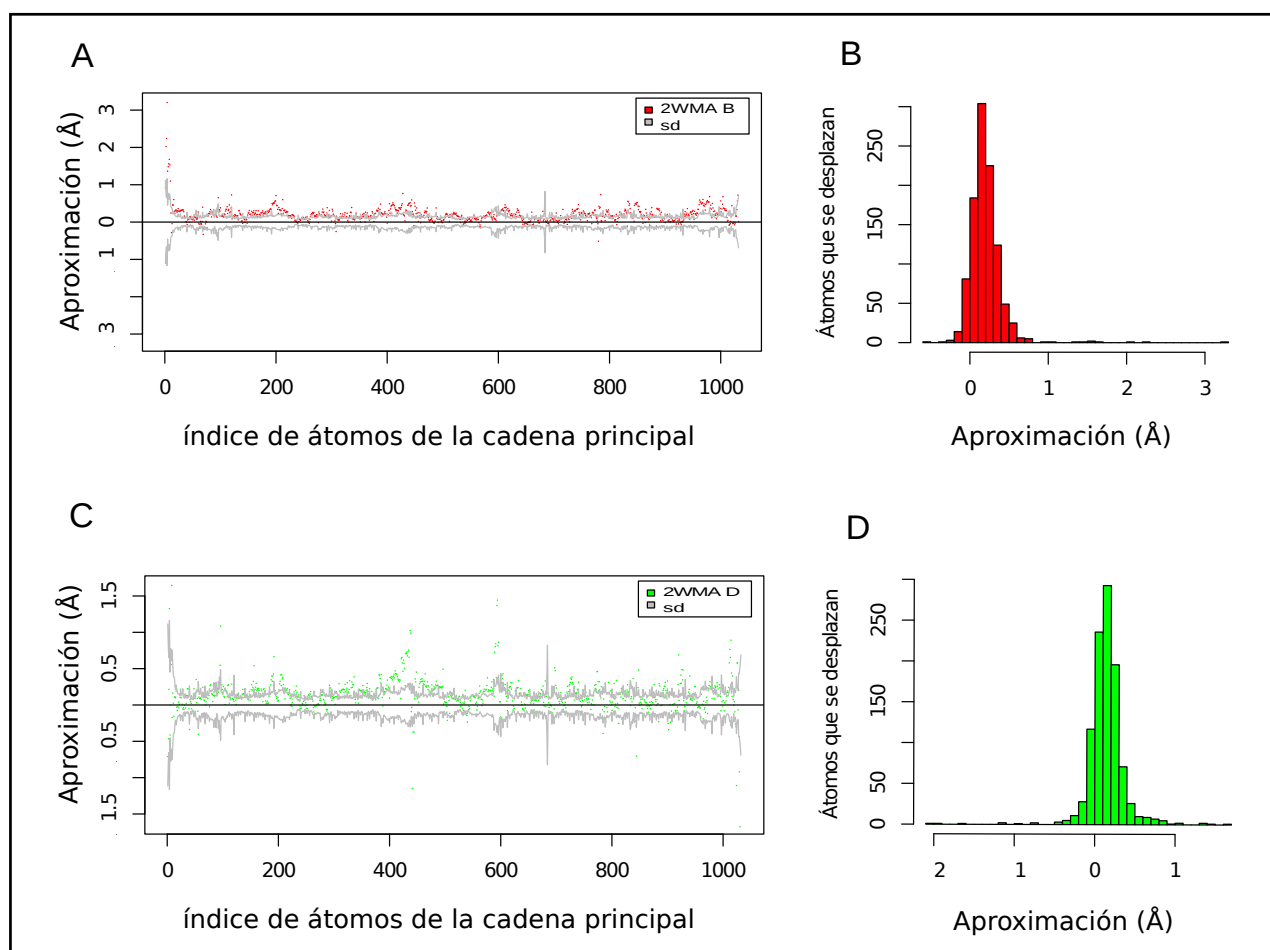 A
Aproximación (Å)
3
2
1
0
1
3
2WMA B
sd
0
200
400
600
800
1000
índice de átomos de la cadena principal
B
Átomos que se desplazan
250
150
50
0
0
1
2
3
Aproximación (Å)
C
Aproximación (Å)
1.5
0.5
0.5
1.5
2WMA D
sd
0
200
400
600
800
1000
índice de átomos de la cadena principal
D
Átomos que se desplazan
250
150
50
0
2
1
0
1
Aproximación (Å)